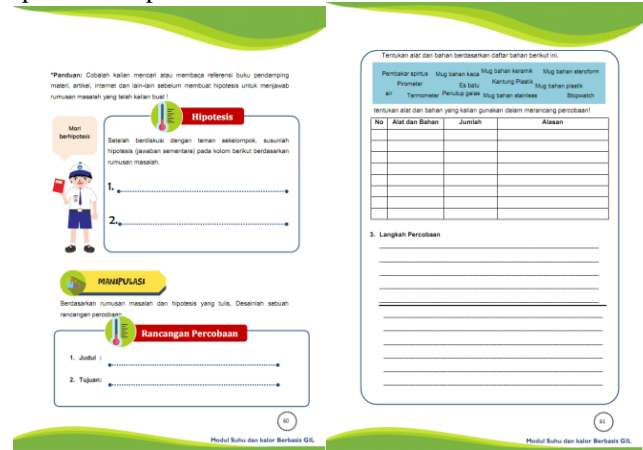 *Panduan: Cobalah kalian mencari atau membaca referensi buku pendamping
materi, artikel, internet dan lain-lain sebelum membuat hipotesis untuk menjawab
rumusan masalah yang telah kalian buat !
Hipotesis
Mari
berhipotesis
Setelah berdiskusi dengan teman sekelompok, susunlah
hipotesis (jawaban sementara) pada kolom berikut berdasarkan
rumusan masalah.
1.
2.
MANIPULASI
Berdasarkan rumusan masalah dan hipotesis yang tulis, Desainlah sebuah
rancangan percobaan
Rancangan Percobaan
1. Judul :
2. Tujuan:
60
Modul Suhu dan kalor Berbasis GIL
Tentukan alat dan bahan berdasarkan daftar bahan berikut ini.
Pembakar spritus Mug bahan kaca Mug bahan keramik Mug bahan steroform
Pirometer Es batu Kantung Plastik Mug bahan plastik
air Termometer Penutup gelas Mug bahan stainless Stopwatch
tentukan alat dan bahan yang kalian gunakan dalam merancang percobaan!
No Alat dan Bahan Jumlah Alasan
3. Langkah Percobaan
61
Modul Suhu dan kalor Berbasis GIL